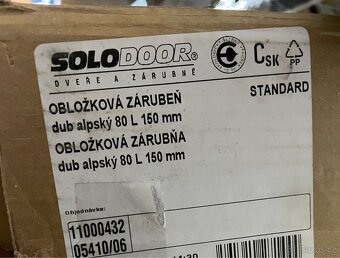 SOLODOOR®
DVEŘE A ZÁRUBNĚ
CSK
PP
OBLOŽKOVÁ ZÁRUBEŇ
STANDARD
dub alpský 80 L 150 mm
OBLOŽKOVÁ ZÁRUBŇA
dub alpský 80 L 150 mm
Objednávka:
11000432
05410/06